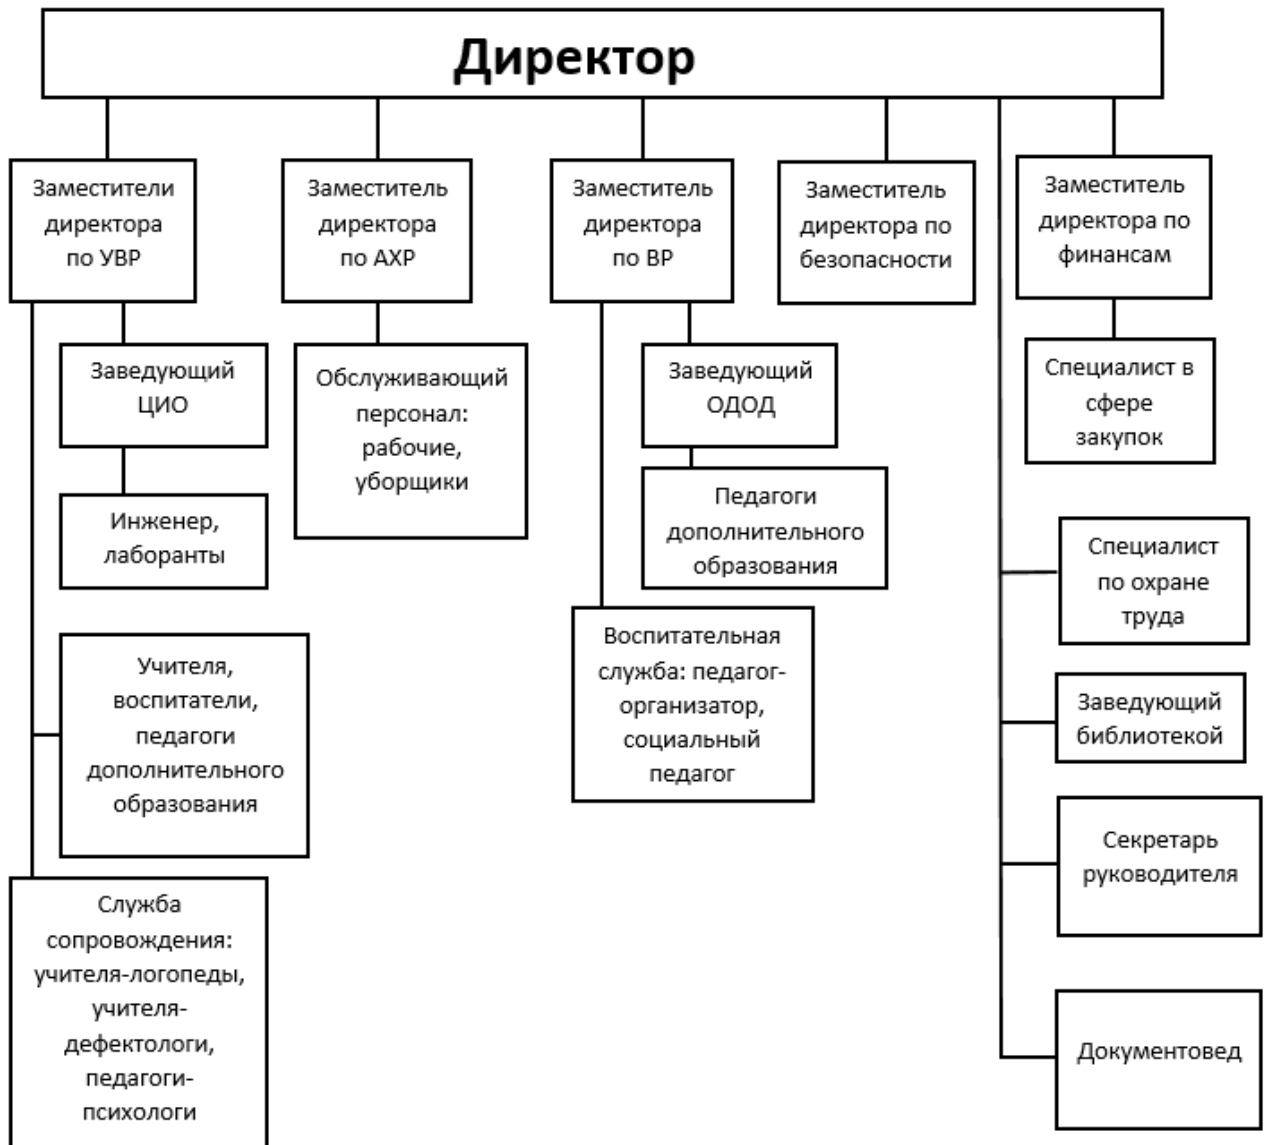 Директор
Заместители
директора
по УВР
Заместитель
директора
по АХР
Заместитель
директора
по ВР
Заместитель
директора по
безопасности
Заместитель
директора по
финансам
Заведующий
ЦИО
Обслуживающий
персонал:
рабочие,
уборщики
Заведующий
ОДОД
Специалист в
сфере
закупок
Инженер,
лаборанты
Педагоги
дополнительного
образования
Специалист
по охране
труда
Учителя,
воспитатели,
педагоги
дополнительного
образования
Воспитательная
служба: педагог-
организатор,
социальный
педагог
Заведующий
библиотекой
Секретарь
руководителя
Служба
сопровождения:
учителя-логопеды,
учителя-
дефектологи,
педагоги-
психологи
Документовед